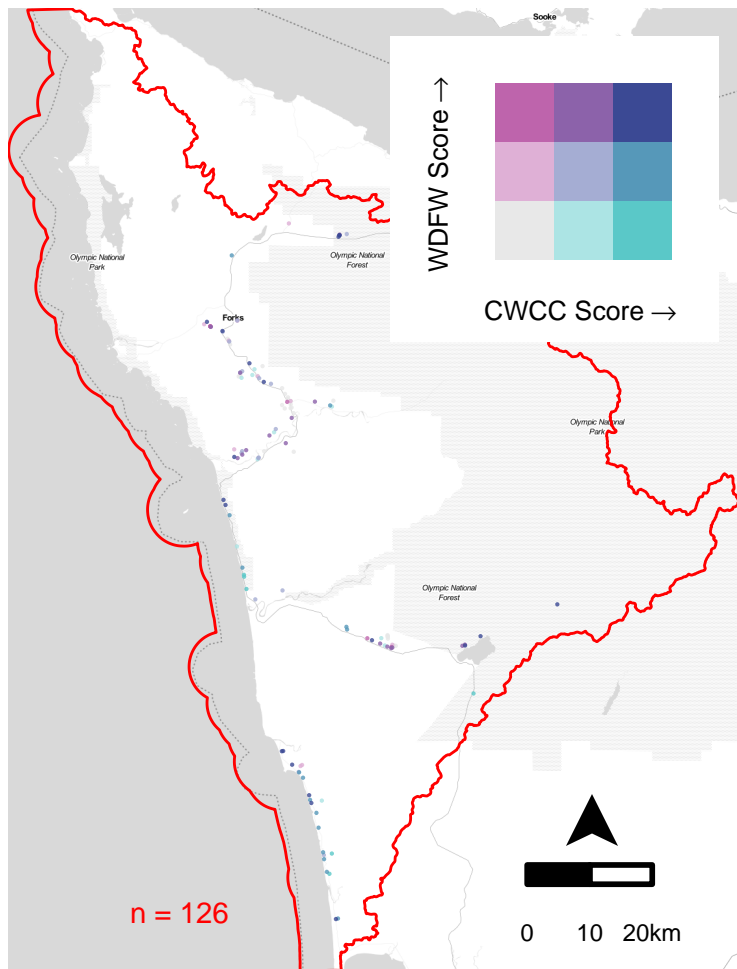 Sooke
WDFW Score →
CWCC Score →
Olympic National
Park
Olympic National
Forest
Forks
Olympic National
Park
Olympic National
Forest
n = 126
0 10 20km